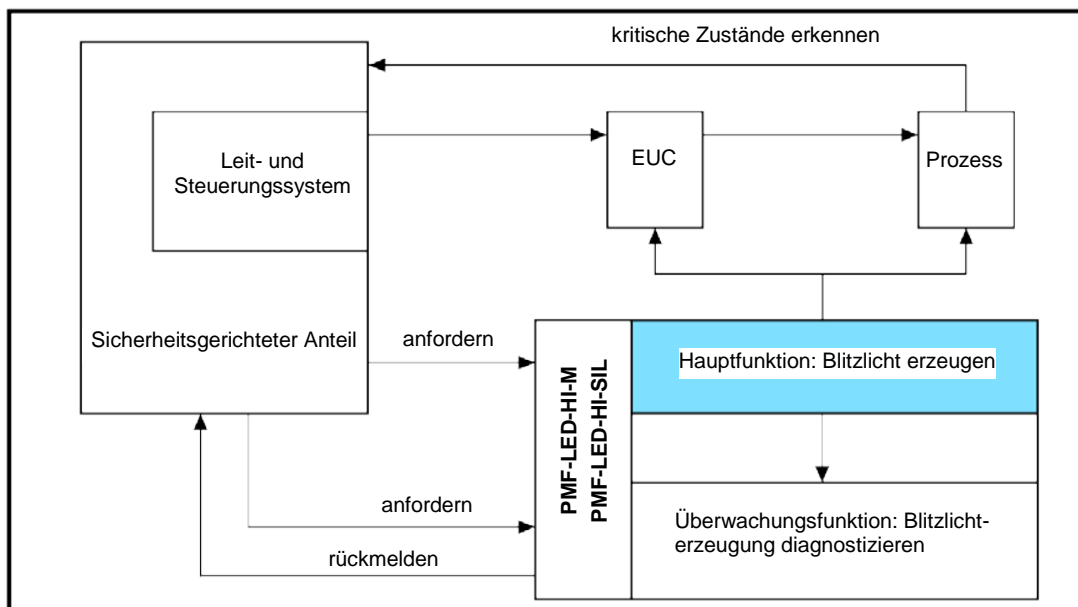 kritische Zustände erkennen
Leit- und
Steuerungssystem
EUC
Prozess
Sicherheitsgerichteter Anteil
anfordern
PMF-LED-HI-M
PMF-LED-HI-SIL
Hauptfunktion: Blitzlicht erzeugen
anfordern
rückmelden
Überwachungsfunktion: Blitzlicht-
erzeugung diagnostizieren